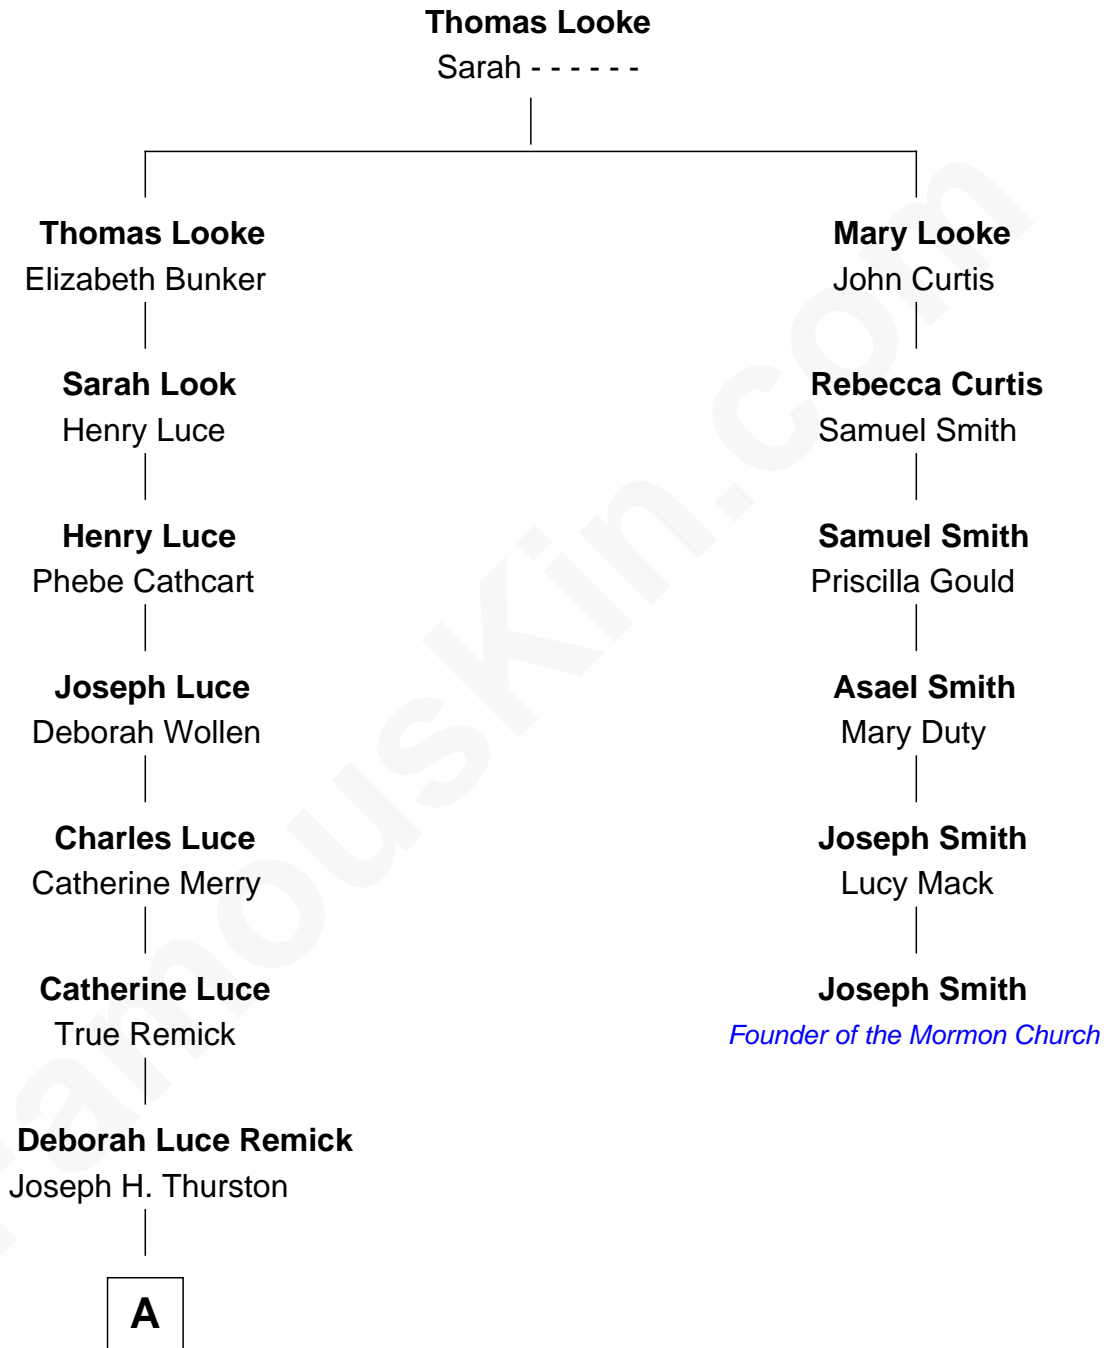 Thomas Looke
Sarah - - - - - -
Thomas Looke
Elizabeth Bunker
Mary Looke
John Curtis
Sarah Look
Henry Luce
Rebecca Curtis
Samuel Smith
Henry Luce
Phebe Cathcart
Samuel Smith
Priscilla Gould
Joseph Luce
Deborah Wollen
Asael Smith
Mary Duty
Charles Luce
Catherine Merry
Joseph Smith
Lucy Mack
Catherine Luce
True Remick
Joseph Smith
Founder of the Mormon Church
Deborah Luce Remick
Joseph H. Thurston
A
FamousKin.com